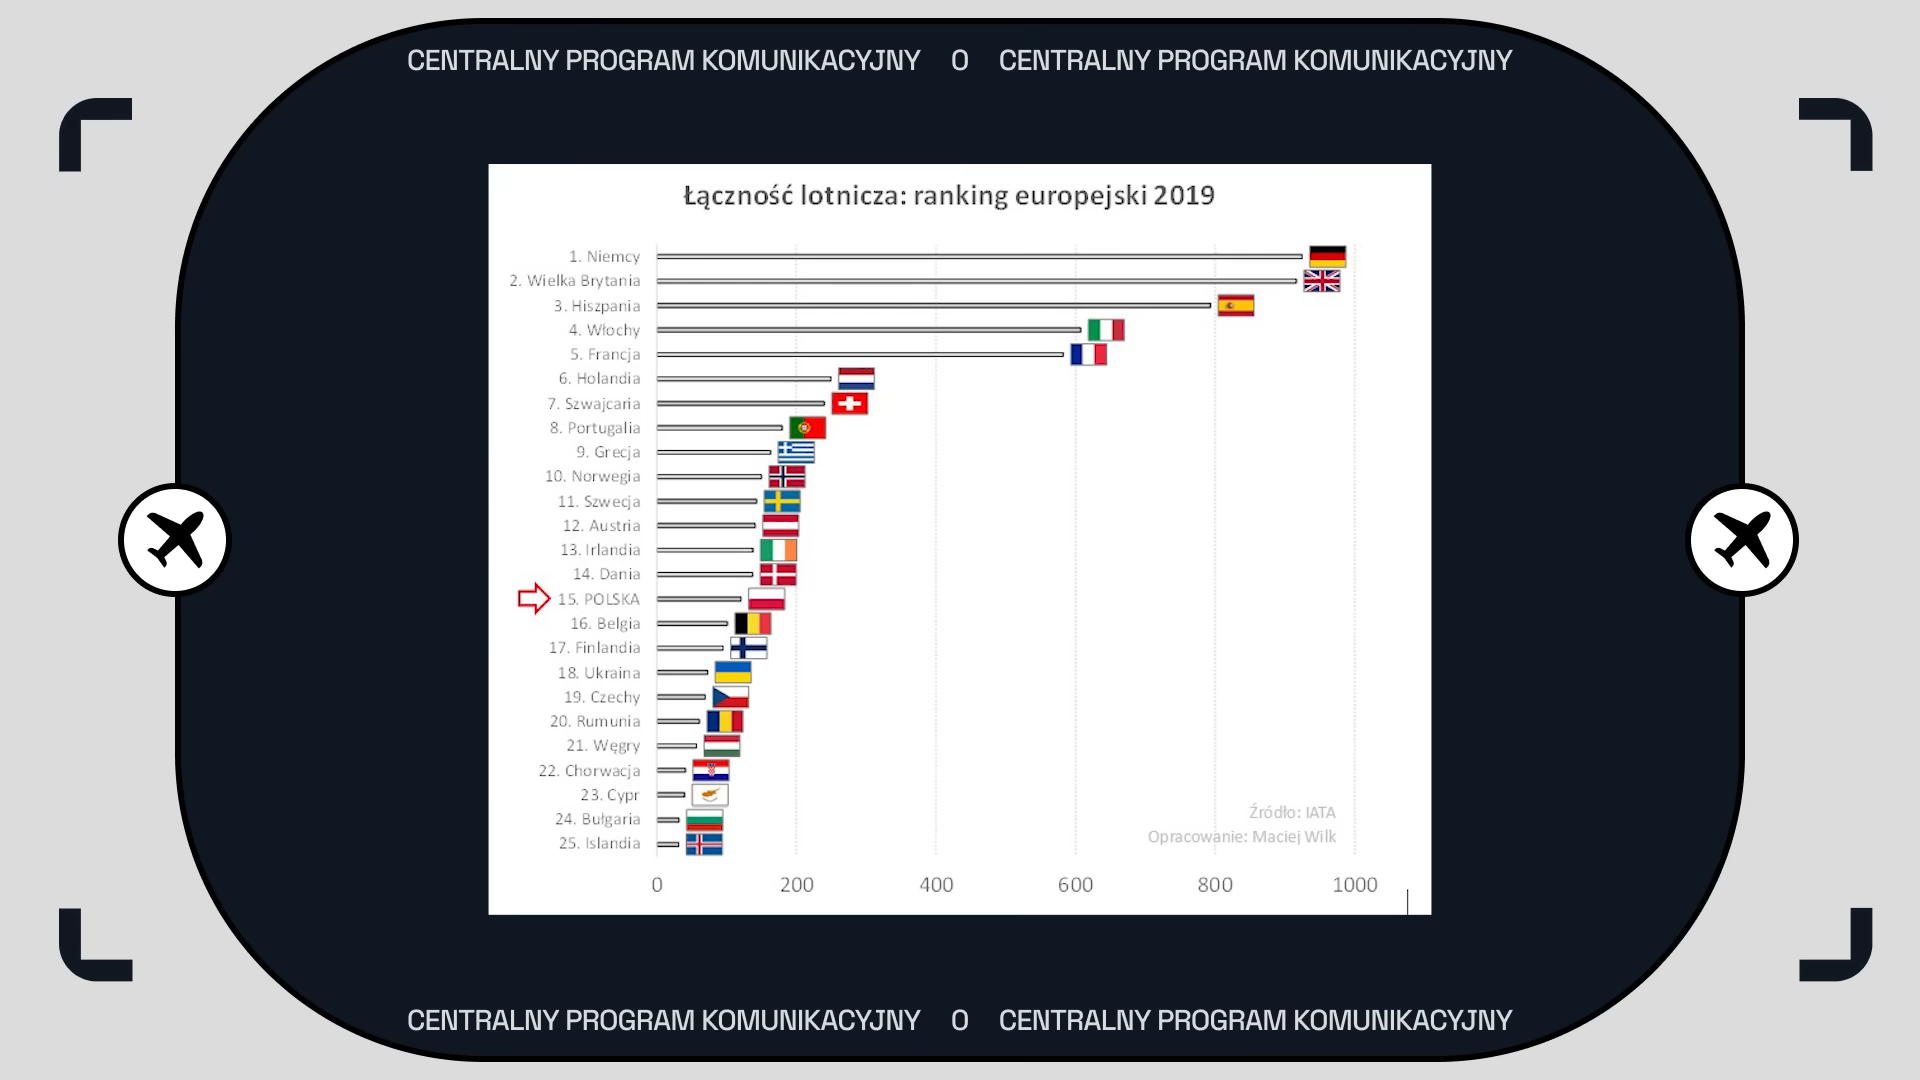 CENTRALNY PROGRAM KOMUNIKACYJNY O CENTRALNY PROGRAM KOMUNIKACYJNY
Łączność lotnicza: ranking europejski 2019
1. Niemcy
2. Wielka Brytania
3. Hiszpania
4. Włochy
5. Francja
6. Holandia
7. Szwajcaria
8. Portugalia
9. Grecja
10. Norwegia
11. Szwecja
12. Austria
13. Irlandia
14. Dania
15. POLSKA
16. Belgia
17. Finlandia
18. Ukraina
19. Czechy
20. Rumunia
21. Węgry
22. Chorwacja
23. Cypr
24. Bułgaria
25. Islandia
Źródło: IATA
Opracowanie: Maciej Wilk
0 200 400 600 800 1000
CENTRALNY PROGRAM KOMUNIKACYJNY O CENTRALNY PROGRAM KOMUNIKACYJNY